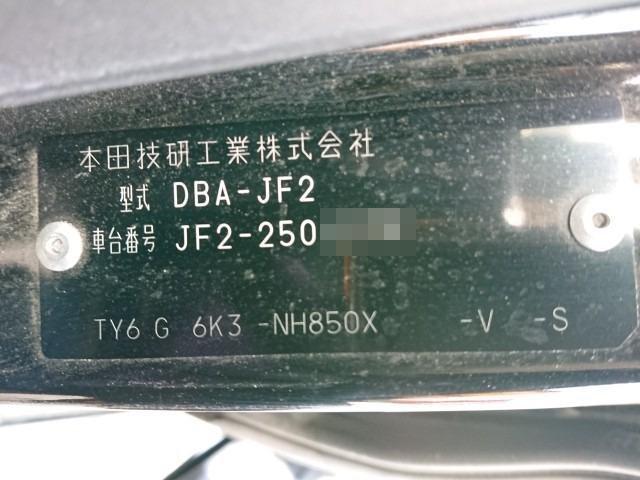 本田技研工業株式会社
型式 DBA-JF2
車台番号 JF2-250
TY6 G 6K3 -NH850X -V -S